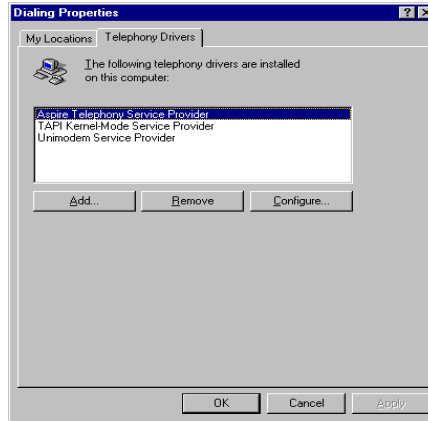 Dialing Properties
My Locations Telephony Drivers
The following telephony drivers are installed
on this computer:
Aspire Telephony Service Provider
TAPI Kernel-Mode Service Provider
Unimodem Service Provider
Add... Remove Configure...
OK Cancel Apply